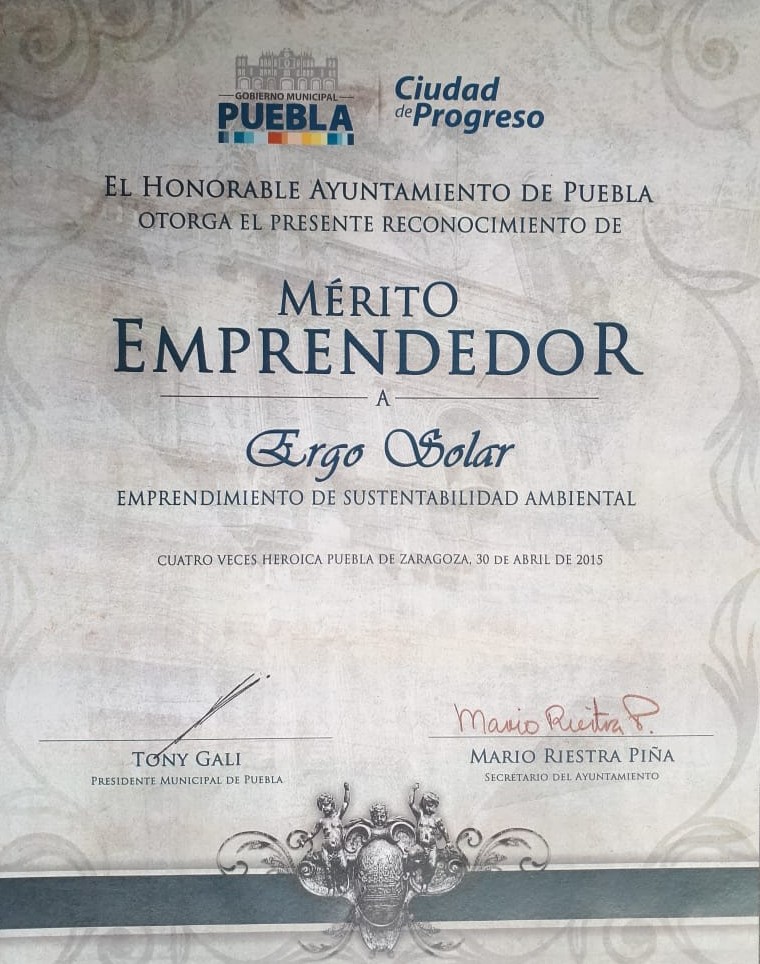 GOBIERNO MUNICIPAL
PUEBLA
Ciudad
de Progreso
EL HONORABLE AYUNTAMIENTO DE PUEBLA
OTORGA EL PRESENTE RECONOCIMIENTO DE
MÉRITO
EMPRENDEDOR
A
Ergo Solar
EMPRENDIMIENTO DE SUSTENTABILIDAD AMBIENTAL
CUATRO VECES HEROICA PUEBLA DE ZARAGOZA, 30 DE ABRIL DE 2015
Mario Riestra P.
TONY GALI
PRESIDENTE MUNICIPAL DE PUEBLA
MARIO RIESTRA PIÑA
SECRETARIO DEL AYUNTAMIENTO